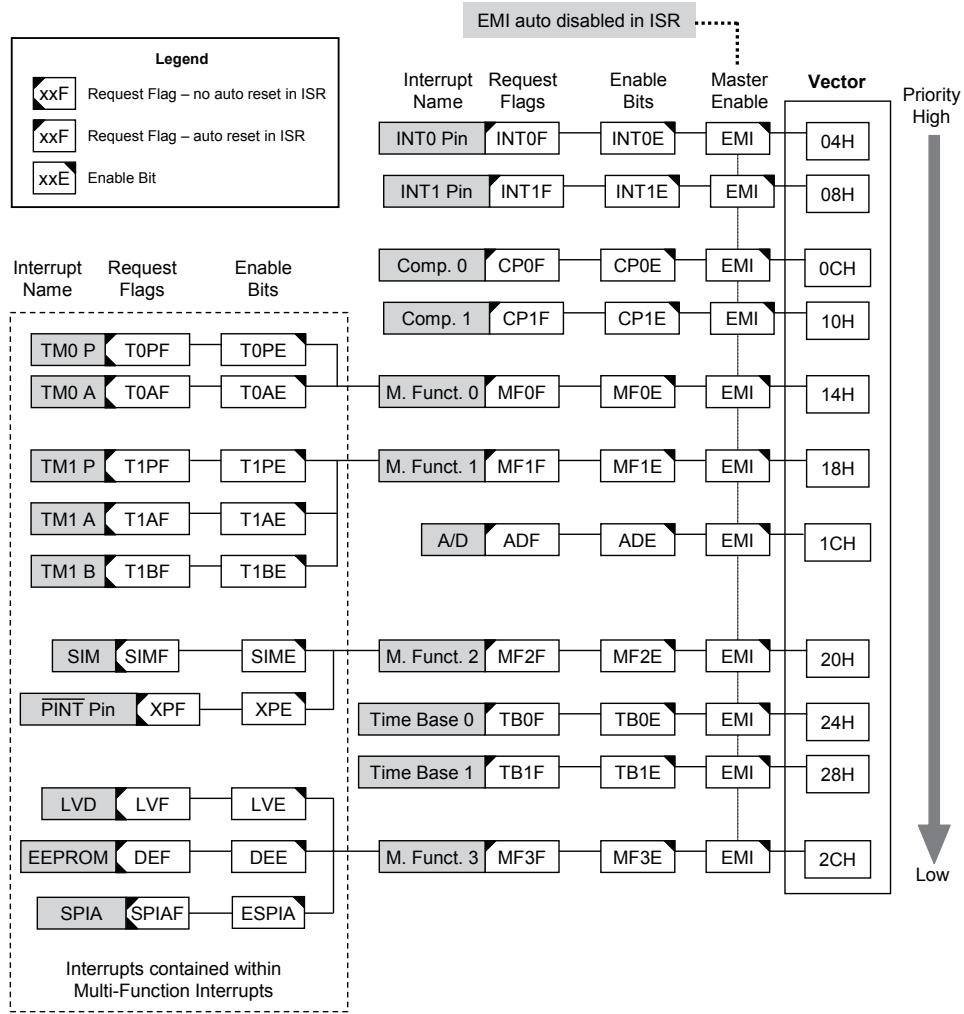 EMI auto disabled in ISR
Legend
xxF Request Flag – no auto reset in ISR
xxF Request Flag – auto reset in ISR
xxE Enable Bit
Interrupt Name Request Flags Enable Bits Master Enable Vector Priority High
INT0 Pin INT0F INT0E EMI 04H
INT1 Pin INT1F INT1E EMI 08H
Comp. 0 CP0F CP0E EMI 0CH
Comp. 1 CP1F CP1E EMI 10H
Interrupt Name Request Flags Enable Bits
TM0 P T0PF T0PE
TM0 A T0AF T0AE M. Funct. 0 MF0F MF0E EMI 14H
TM1 P T1PF T1PE M. Funct. 1 MF1F MF1E EMI 18H
TM1 A T1AF T1AE
A/D ADF ADE EMI 1CH
TM1 B T1BF T1BE
SIM SIMF SIME M. Funct. 2 MF2F MF2E EMI 20H
PINT Pin XPF XPE
Time Base 0 TB0F TB0E EMI 24H
Time Base 1 TB1F TB1E EMI 28H
LVD LVF LVE
EEPROM DEF DEE M. Funct. 3 MF3F MF3E EMI 2CH
Low
SPIA SPIAF ESPIA
Interrupts contained within
Multi-Function Interrupts